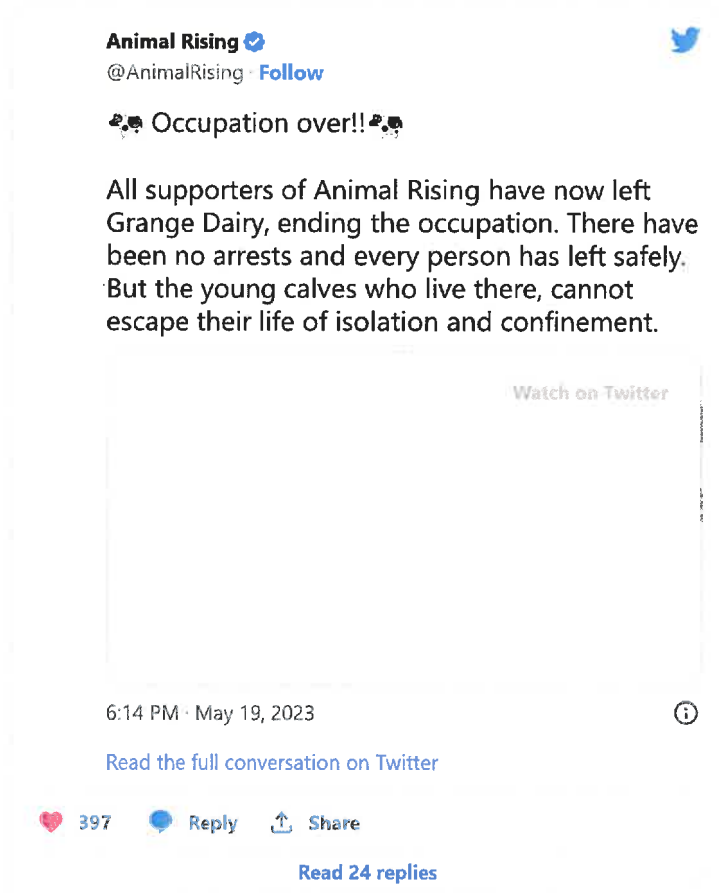 Animal Rising
@AnimalRising · Follow
Occupation over!!
All supporters of Animal Rising have now left
Grange Dairy, ending the occupation. There have
been no arrests and every person has left safely.
But the young calves who live there, cannot
escape their life of isolation and confinement.
Watch on Twitter
6:14 PM · May 19, 2023
Read the full conversation on Twitter
397 Reply Share
Read 24 replies